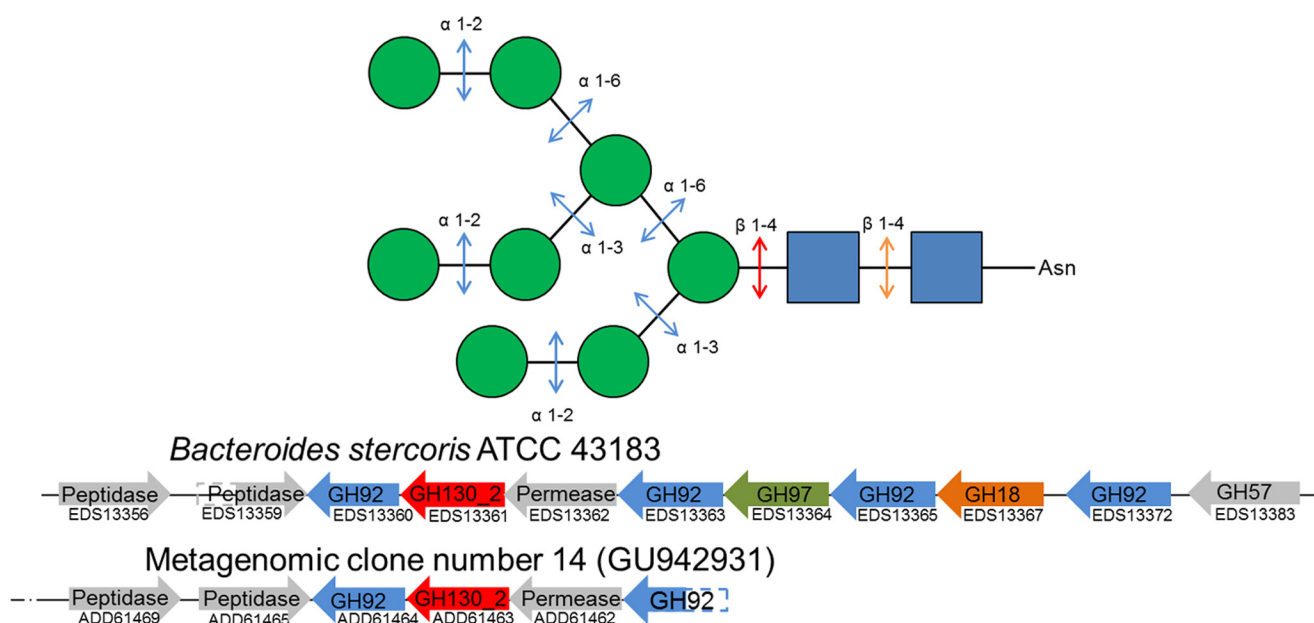 α 1-2
α 1-6
α 1-2
α 1-3
α 1-6
β 1-4
β 1-4
Asn
α 1-3
α 1-2
Bacteroides stercoris ATCC 43183
Peptidase Peptidase GH92 GH130_2 Permease GH92 GH97 GH92 GH18 GH92 GH57
EDS13356 EDS13359 EDS13360 EDS13361 EDS13362 EDS13363 EDS13364 EDS13365 EDS13367 EDS13372 EDS13383
Metagenomic clone number 14 (GU942931)
Peptidase Peptidase GH92 GH130_2 Permease GH92
ADD61469 ADD61465 ADD61464 ADD61463 ADD61462